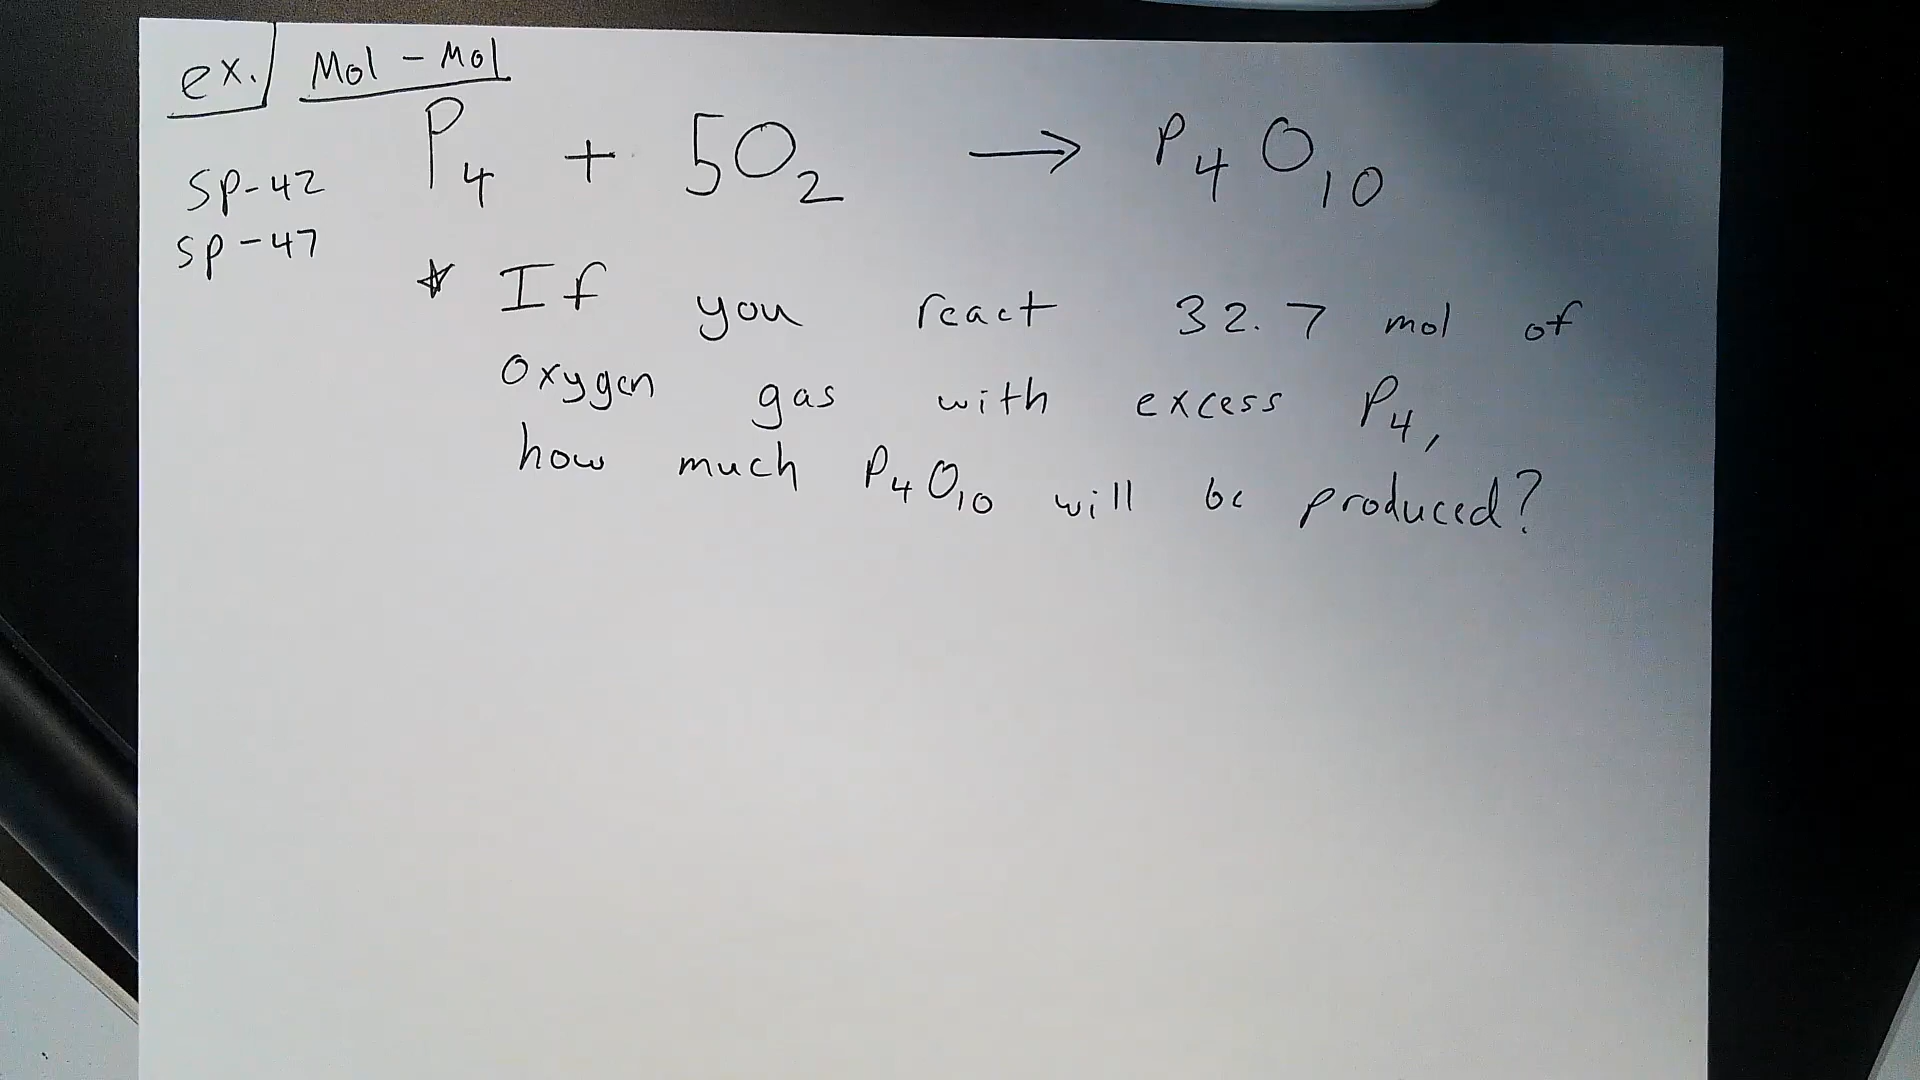 ex. Mol - Mol
P₄ + 5O₂ → P₄O₁₀
SP-42
SP-47
* If you react 32.7 mol of
oxygen gas with excess P₄,
how much P₄O₁₀ will be produced?